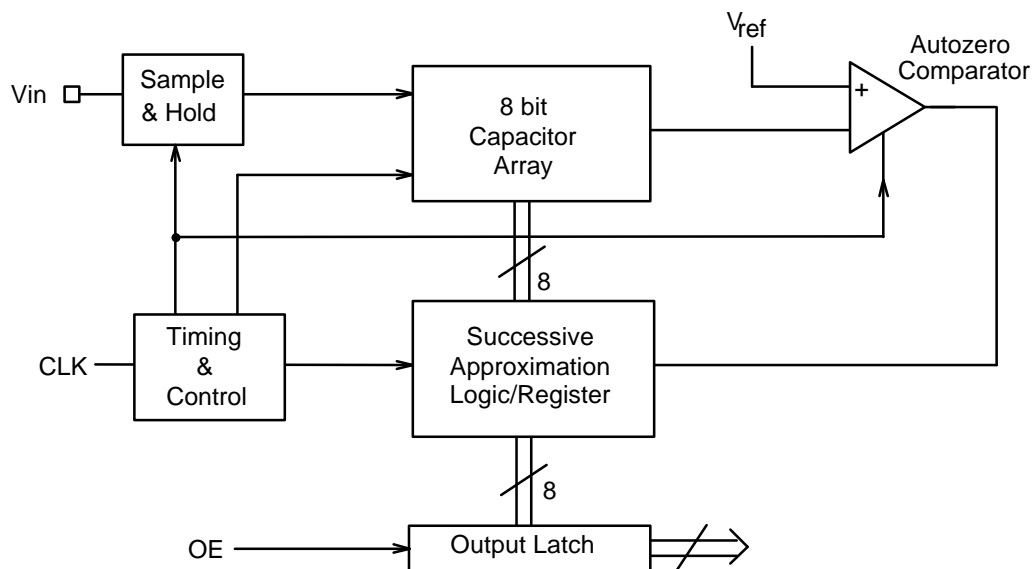 Vref
Autozero
Comparator
Vin
Sample
& Hold
8 bit
Capacitor
Array
+
8
Timing
&
Control
CLK
Successive
Approximation
Logic/Register
8
OE
Output Latch